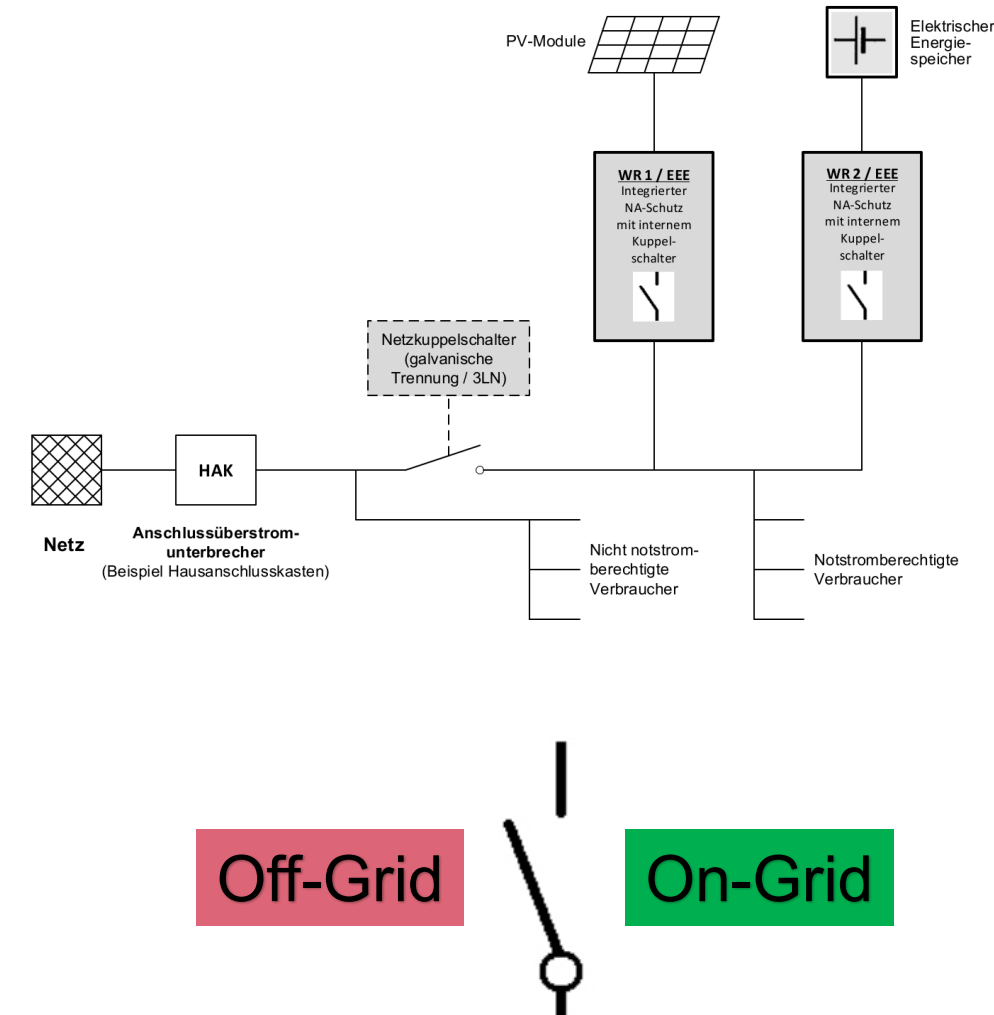 PV-Module
Elektrischer
Energie-
speicher
WR 1 / EEE
Integrierter
NA-Schutz
mit internem
Kuppel-
schalter
WR 2 / EEE
Integrierter
NA-Schutz
mit internem
Kuppel-
schalter
Netzkuppelschalter
(galvanische
Trennung / 3LN)
HAK
Netz
Anschlussüberstrom-
unterbrecher
(Beispiel Hausanschlusskasten)
Nicht notstrom-
berechtigte
Verbraucher
Notstromberechtigte
Verbraucher
Off-Grid
On-Grid